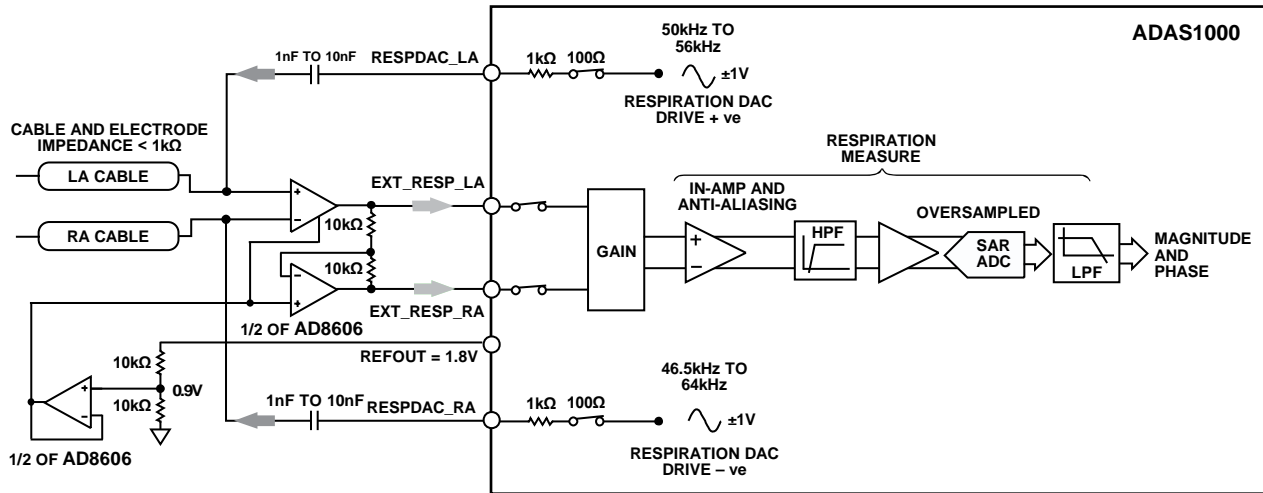 ADAS1000
1nF TO 10nF
RESPDAC_LA
1kΩ
100Ω
50kHz TO
56kHz
±1V
RESPIRATION DAC
DRIVE + ve
CABLE AND ELECTRODE
IMPEDANCE < 1kΩ
LA CABLE
RA CABLE
+
–
10kΩ
10kΩ
–
+
1/2 OF AD8606
EXT_RESP_LA
EXT_RESP_RA
GAIN
RESPIRATION
MEASURE
IN-AMP AND
ANTI-ALIASING
+
–
HPF
OVERSAMPLED
SAR
ADC
LPF
MAGNITUDE
AND
PHASE
REFOUT = 1.8V
10kΩ
10kΩ
0.9V
+
–
1/2 OF AD8606
1nF TO 10nF
RESPDAC_RA
1kΩ
100Ω
46.5kHz TO
64kHz
±1V
RESPIRATION DAC
DRIVE – ve